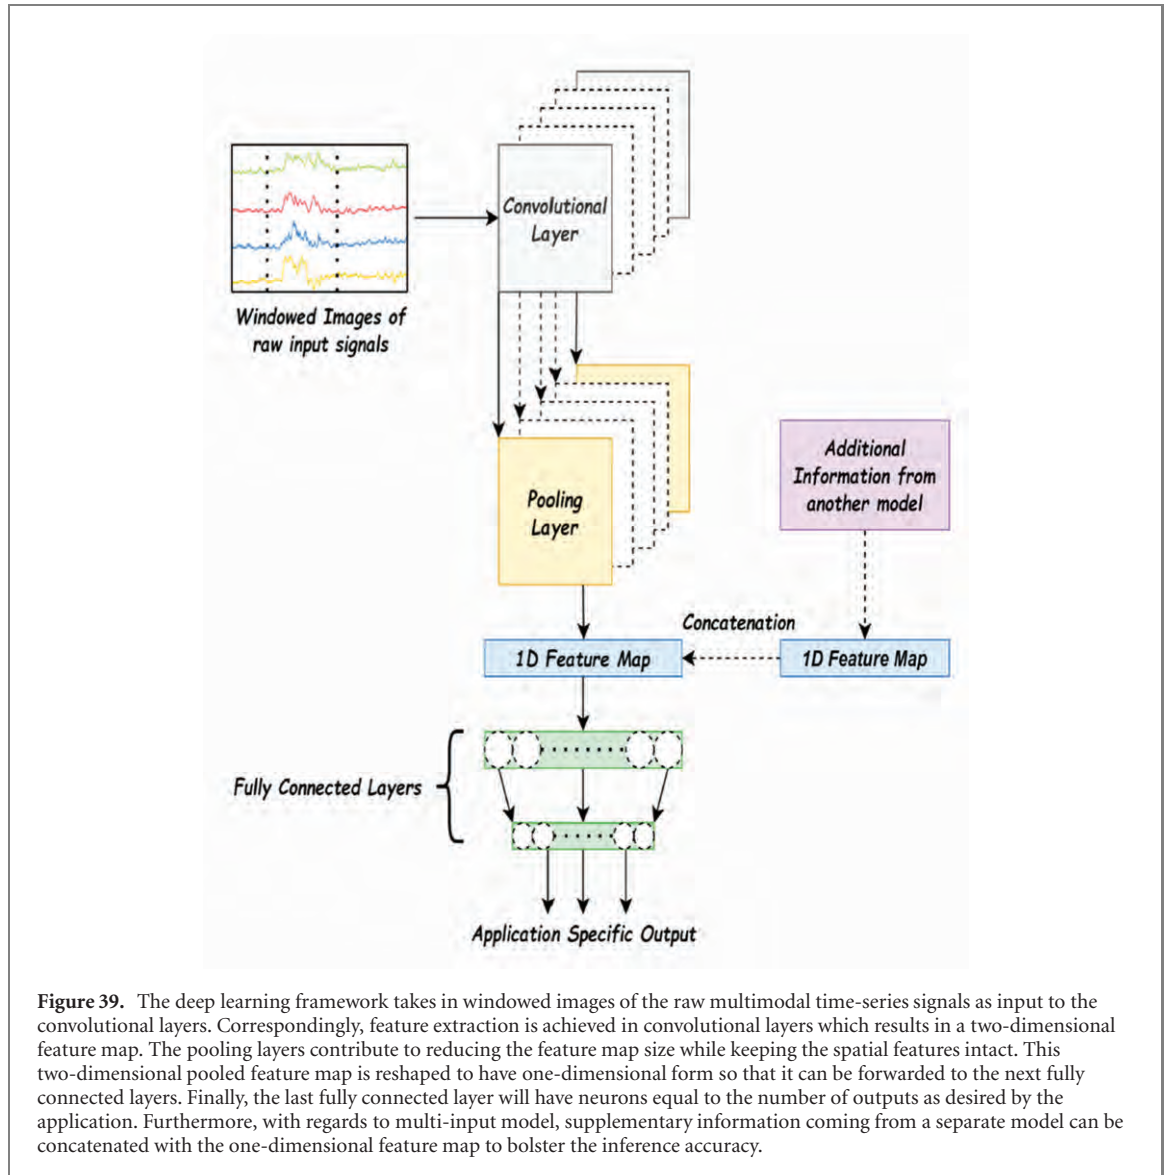 Convolutional
Layer
Windowed Images of
raw input signals
Pooling
Layer
Additional
Information from
another model
Concatenation
1D Feature Map
1D Feature Map
Fully Connected Layers
Application Specific Output
Figure 39. The deep learning framework takes in windowed images of the raw multimodal time-series signals as input to the
convolutional layers. Correspondingly, feature extraction is achieved in convolutional layers which results in a two-dimensional
feature map. The pooling layers contribute to reducing the feature map size while keeping the spatial features intact. This
two-dimensional pooled feature map is reshaped to have one-dimensional form so that it can be forwarded to the next fully
connected layers. Finally, the last fully connected layer will have neurons equal to the number of outputs as desired by the
application. Furthermore, with regards to multi-input model, supplementary information coming from a separate model can be
concatenated with the one-dimensional feature map to bolster the inference accuracy.